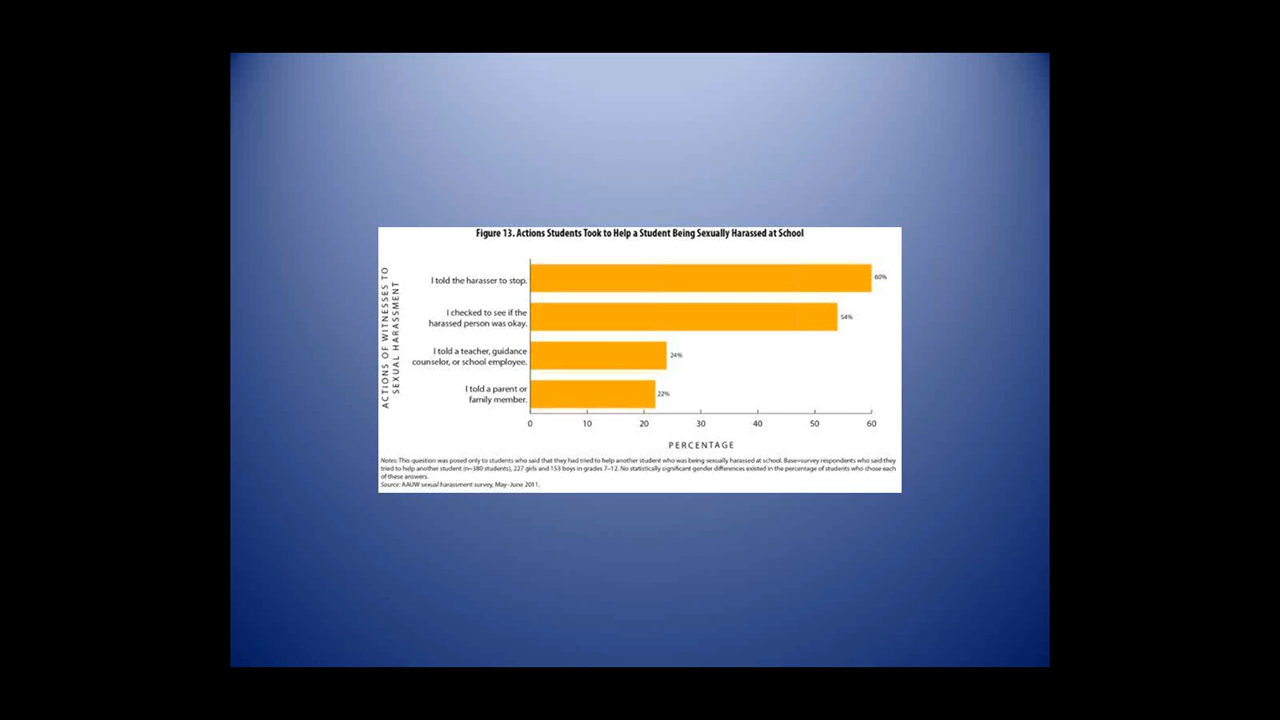 Figure 13. Actions Students Took to Help a Student Being Sexually Harassed at School
ACTIONS OF WITNESSES TO
SEXUAL HARASSMENT
I told the harasser to stop.
60%
I checked to see if the
harassed person was okay.
54%
I told a teacher, guidance
counselor, or school employee.
24%
I told a parent or
family member.
22%
0 10 20 30 40 50 60
PERCENTAGE
Notes: This question was posed only to students who said that they had tried to help another student who was being sexually harassed at school. Base=survey respondents who said they
tried to help another student (n=380 students), 227 girls and 153 boys in grades 7–12. No statistically significant gender differences existed in the percentage of students who chose each
of these answers.
Source: AAUW sexual harassment survey, May–June 2011.